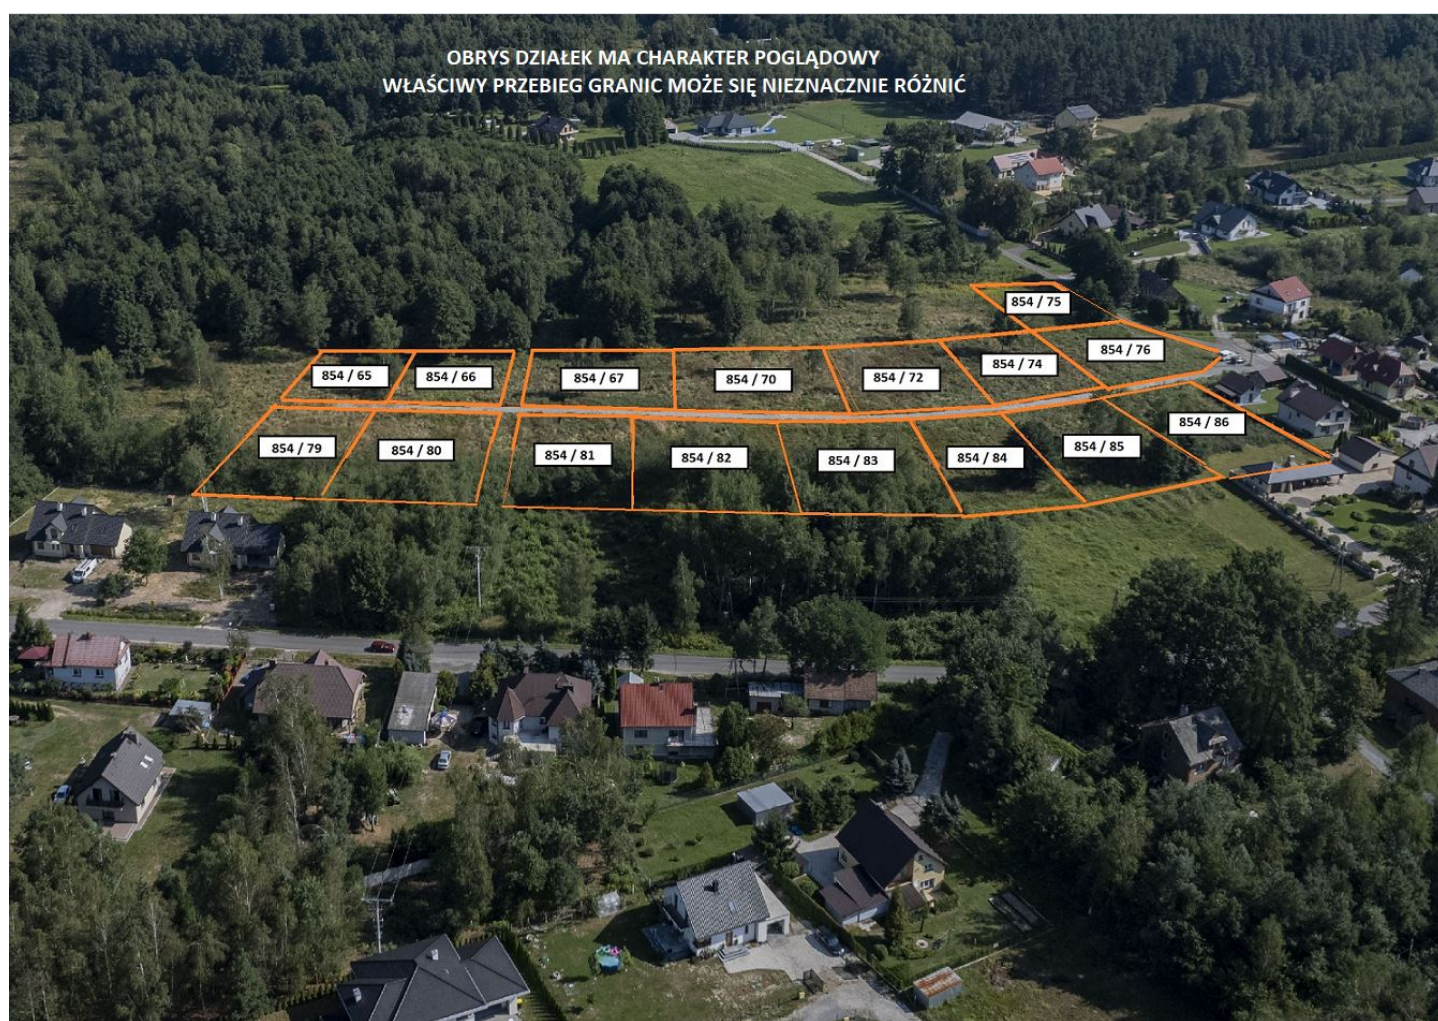 OBRYS DZIAŁEK MA CHARAKTER POGLĄDOWY
WŁAŚCIWY PRZEBIEG GRANIC MOŻE SIĘ NIEZNACZNIE RÓŻNIĆ
854 / 75
854 / 65
854 / 66
854 / 67
854 / 70
854 / 72
854 / 74
854 / 76
854 / 79
854 / 80
854 / 81
854 / 82
854 / 83
854 / 84
854 / 85
854 / 86